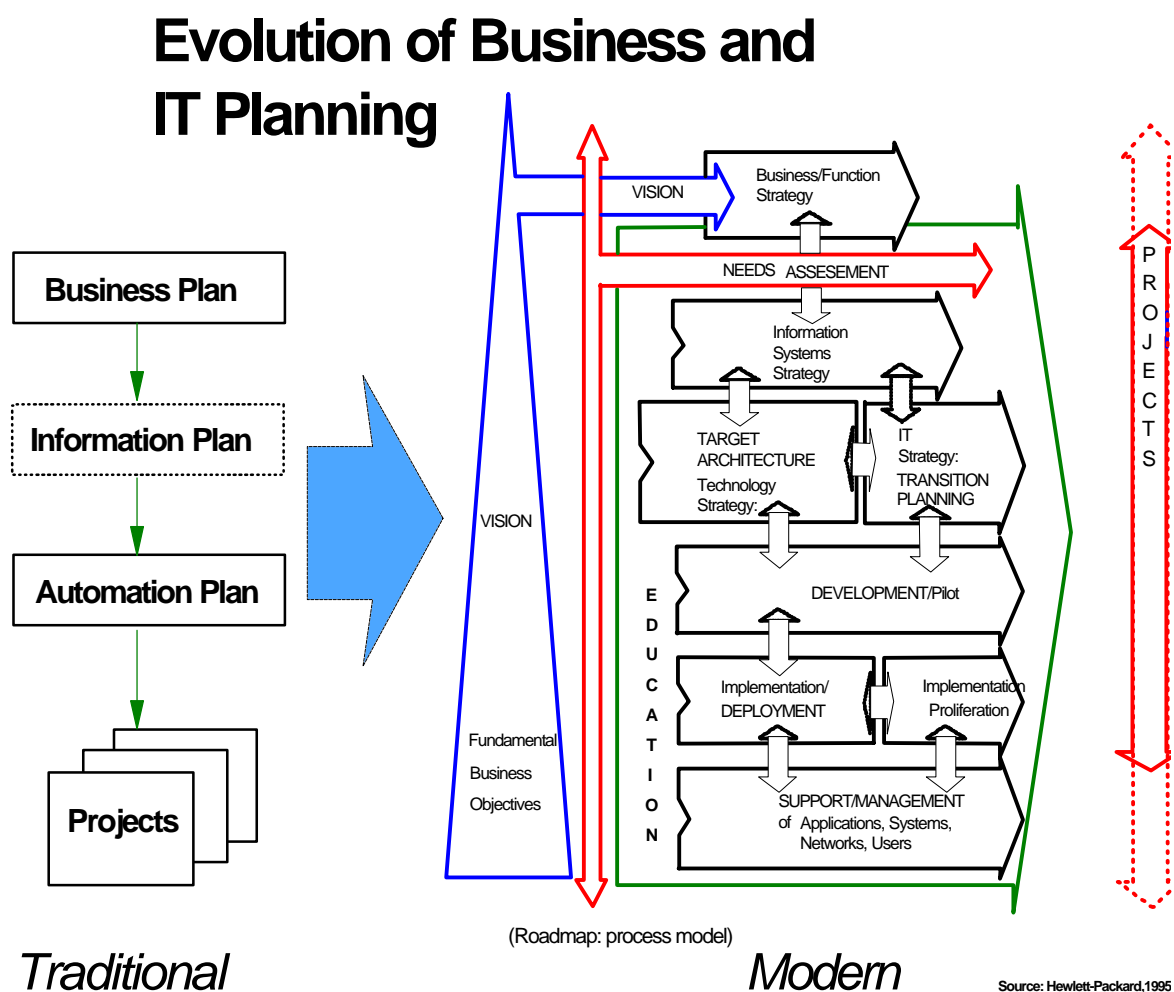 Evolution of Business and
IT Planning
Business Plan
Information Plan
Automation Plan
Projects
Traditional
VISION
Fundamental
Business
Objectives
VISION
Business/Function
Strategy
NEEDS ASSESEMENT
Information
Systems
Strategy
TARGET
ARCHITECTURE
Technology
Strategy:
IT
Strategy:
TRANSITION
PLANNING
EDUCATION
DEVELOPMENT/Pilot
Implementation/
DEPLOYMENT
Implementation
Proliferation
SUPPORT/MANAGEMENT
of Applications, Systems,
Networks, Users
PROJECTS
(Roadmap: process model)
Modern
Source: Hewlett-Packard,1995